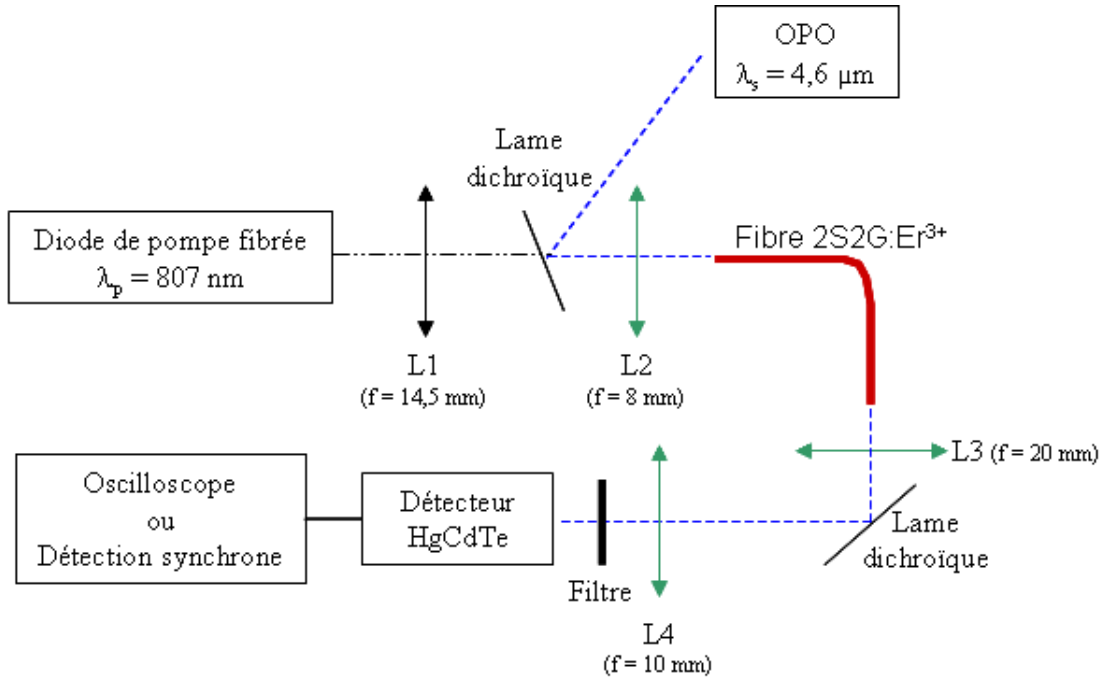 OPO
λs = 4,6 µm
Lame
dichroïque
Diode de pompe fibrée
λp = 807 nm
Fibre 2S2G:Er³⁺
L1
(f = 14,5 mm)
L2
(f = 8 mm)
L3 (f = 20 mm)
Oscilloscope
ou
Détection synchrone
Détecteur
HgCdTe
Lame
dichroïque
Filtre
L4
(f = 10 mm)